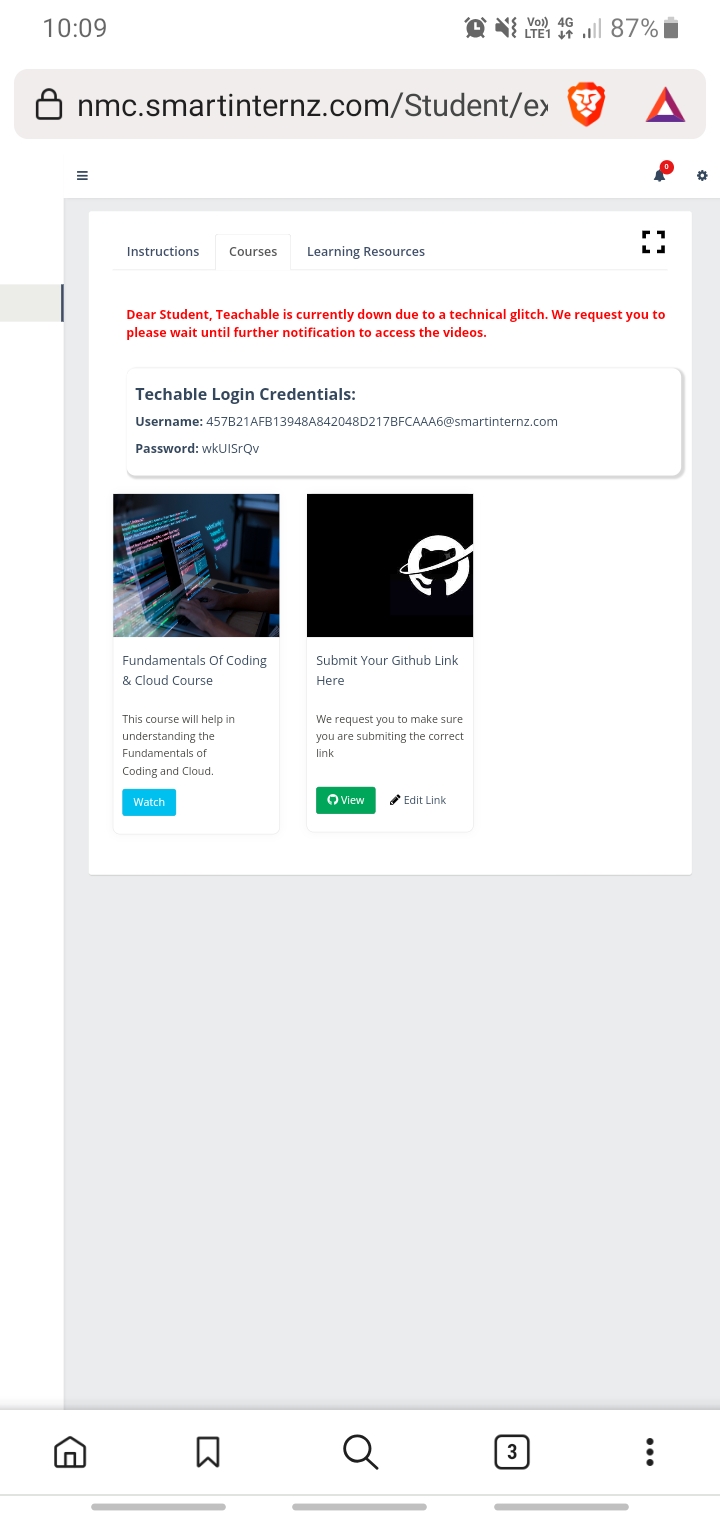 10:09
Vo))
LTE1
4G
87%
nmc.smartinternz.com/Student/ex
0
Instructions
Courses
Learning Resources
Dear Student, Teachable is currently down due to a technical glitch. We request you to
please wait until further notification to access the videos.
Techable Login Credentials:
Username: 457B21AFB13948A842048D217BFCAAA6@smartinternz.com
Password: wkUISrQv
Fundamentals Of Coding
& Cloud Course
This course will help in
understanding the
Fundamentals of
Coding and Cloud.
Watch
Submit Your Github Link
Here
We request you to make sure
you are submiting the correct
link
View
Edit Link
3